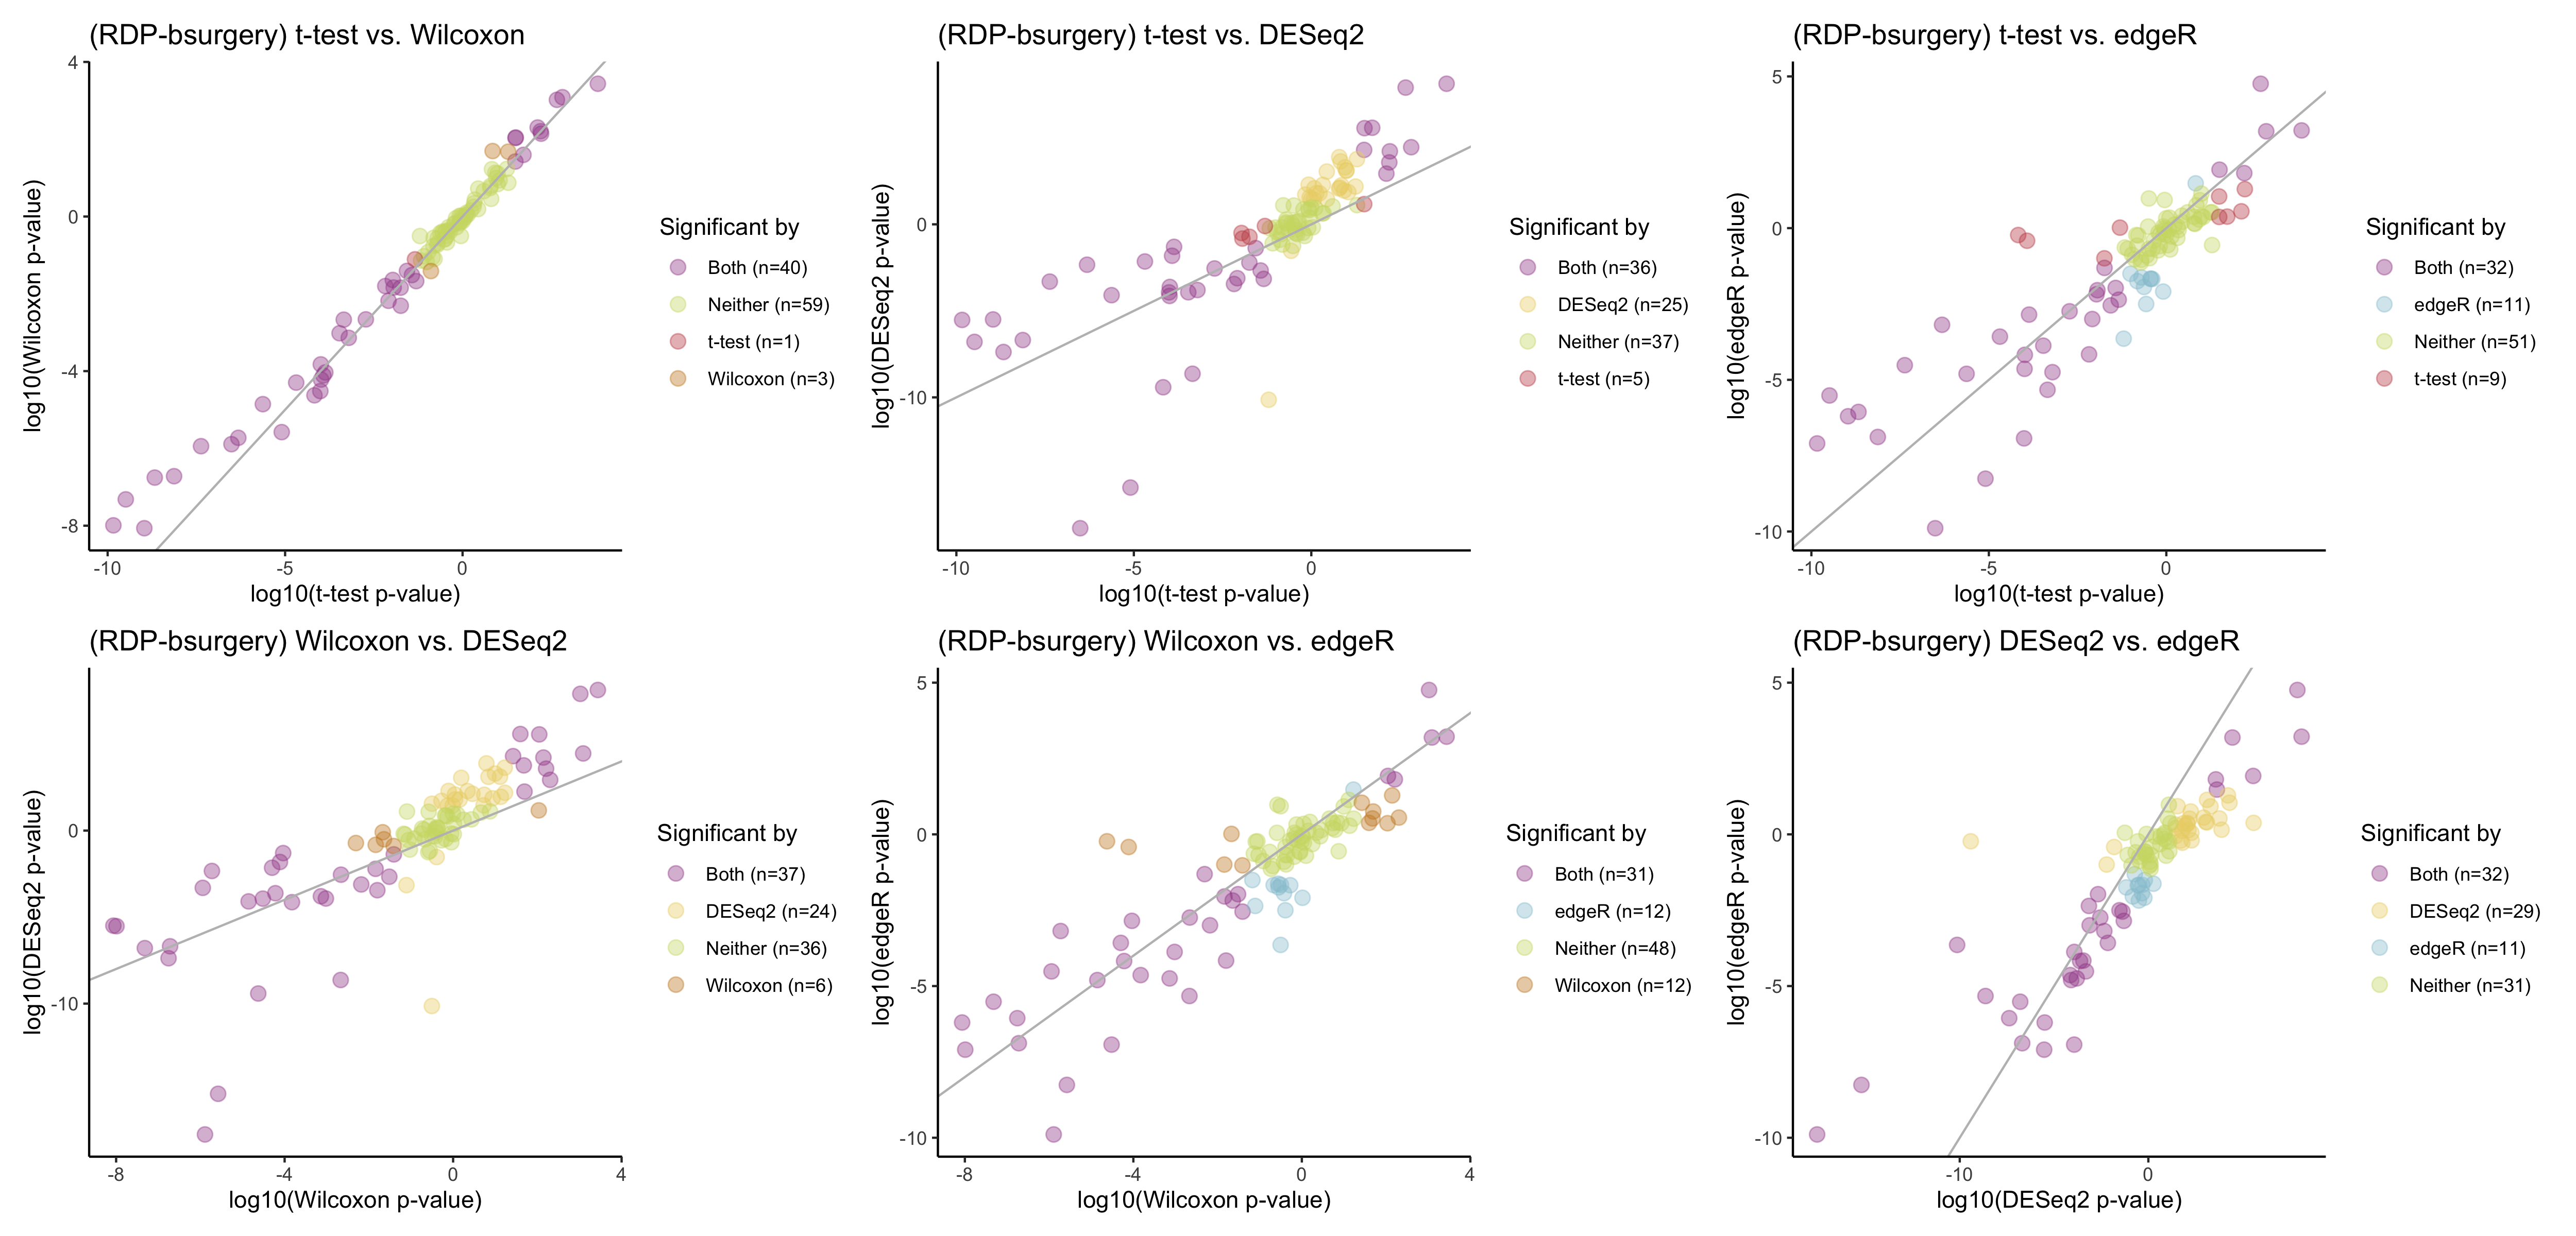 (RDP-bsurgery) t-test vs. Wilcoxon
4
0
-4
-8
-10
-5
0
log10(Wilcoxon p-value)
log10(t-test p-value)
Significant by
Both (n=40)
Neither (n=59)
t-test (n=1)
Wilcoxon (n=3)
(RDP-bsurgery) t-test vs. DESeq2
0
-10
-10
-5
0
log10(DESeq2 p-value)
log10(t-test p-value)
Significant by
Both (n=36)
DESeq2 (n=25)
Neither (n=37)
t-test (n=5)
(RDP-bsurgery) t-test vs. edgeR
5
0
-5
-10
-10
-5
0
log10(edgeR p-value)
log10(t-test p-value)
Significant by
Both (n=32)
edgeR (n=11)
Neither (n=51)
t-test (n=9)
(RDP-bsurgery) Wilcoxon vs. DESeq2
0
-10
-8
-4
0
4
log10(DESeq2 p-value)
log10(Wilcoxon p-value)
Significant by
Both (n=37)
DESeq2 (n=24)
Neither (n=36)
Wilcoxon (n=6)
(RDP-bsurgery) Wilcoxon vs. edgeR
5
0
-5
-10
-8
-4
0
4
log10(edgeR p-value)
log10(Wilcoxon p-value)
Significant by
Both (n=31)
edgeR (n=12)
Neither (n=48)
Wilcoxon (n=12)
(RDP-bsurgery) DESeq2 vs. edgeR
5
0
-5
-10
-10
0
log10(edgeR p-value)
log10(DESeq2 p-value)
Significant by
Both (n=32)
DESeq2 (n=29)
edgeR (n=11)
Neither (n=31)